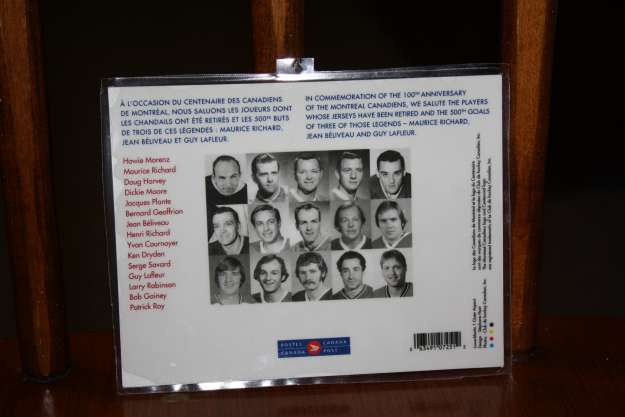 À L'OCCASION DU CENTENAIRE DES CANADIENS
DE MONTRÉAL, NOUS SALUONS LES JOUEURS DONT
LES CHANDAILS ONT ÉTÉ RETIRÉS ET LES 500ES BUTS
DE TROIS DE CES LÉGENDES : MAURICE RICHARD,
JEAN BÉLIVEAU ET GUY LAFLEUR.
IN COMMEMORATION OF THE 100TH ANNIVERSARY
OF THE MONTREAL CANADIENS, WE SALUTE THE PLAYERS
WHOSE JERSEYS HAVE BEEN RETIRED AND THE 500TH GOALS
OF THREE OF THOSE LEGENDS – MAURICE RICHARD,
JEAN BÉLIVEAU AND GUY LAFLEUR.
Howie Morenz
Maurice Richard
Doug Harvey
Dickie Moore
Jacques Plante
Bernard Geoffrion
Jean Béliveau
Henri Richard
Yvan Cournoyer
Ken Dryden
Serge Savard
Guy Lafleur
Larry Robinson
Bob Gainey
Patrick Roy
POSTES CANADA
CANADA POST